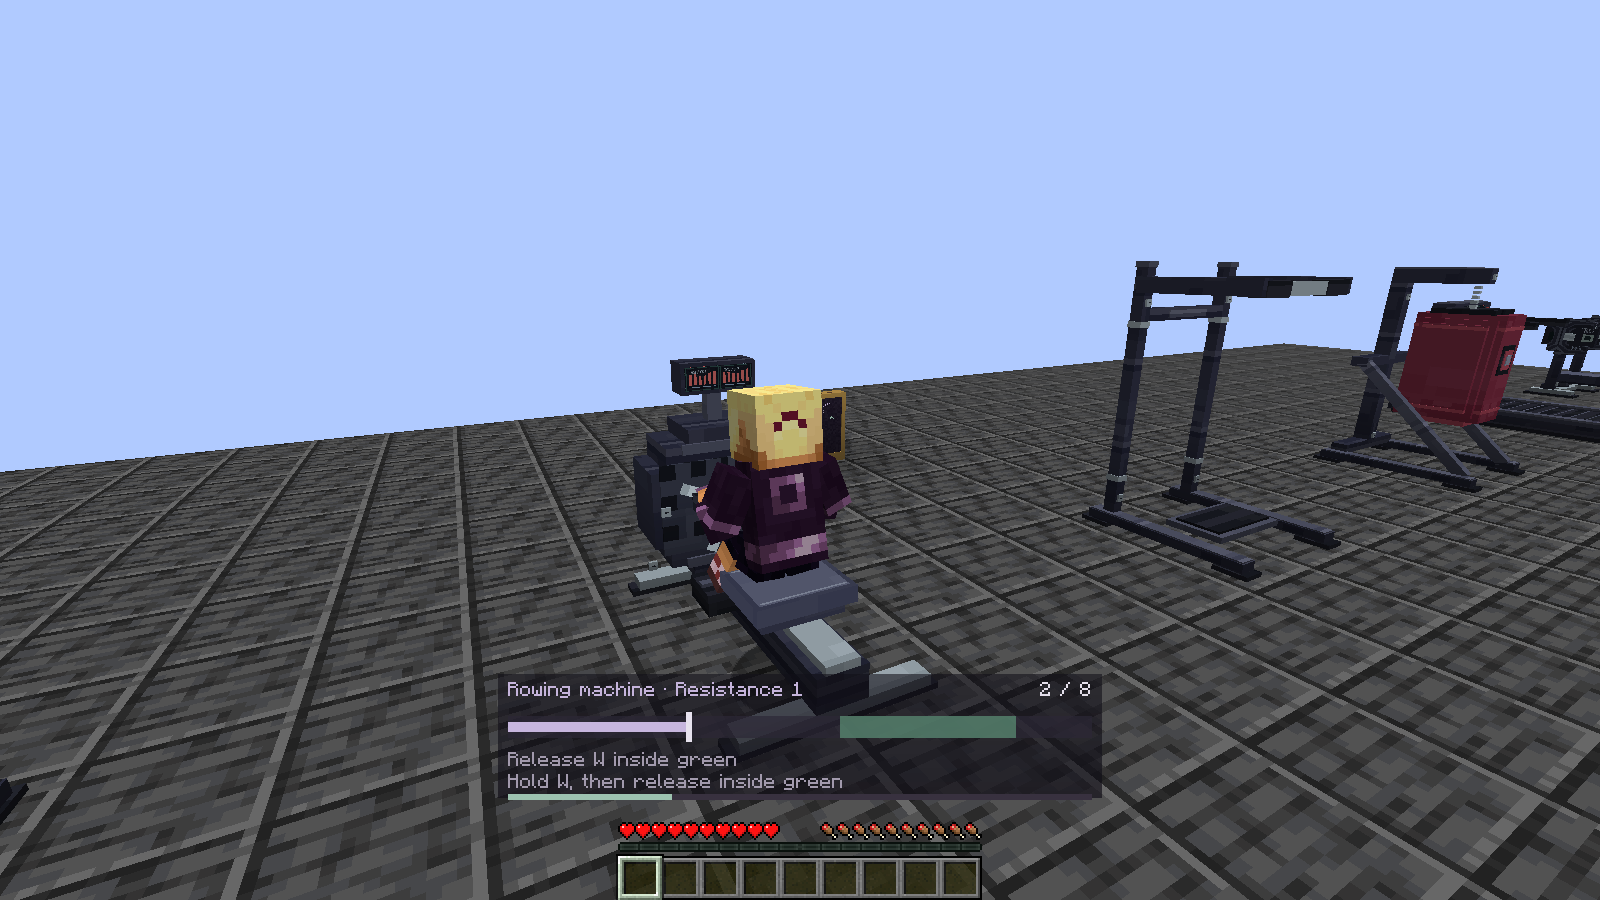 Rowing machine · Resistance 1
2 / 8
Release W inside green
Hold W, then release inside green